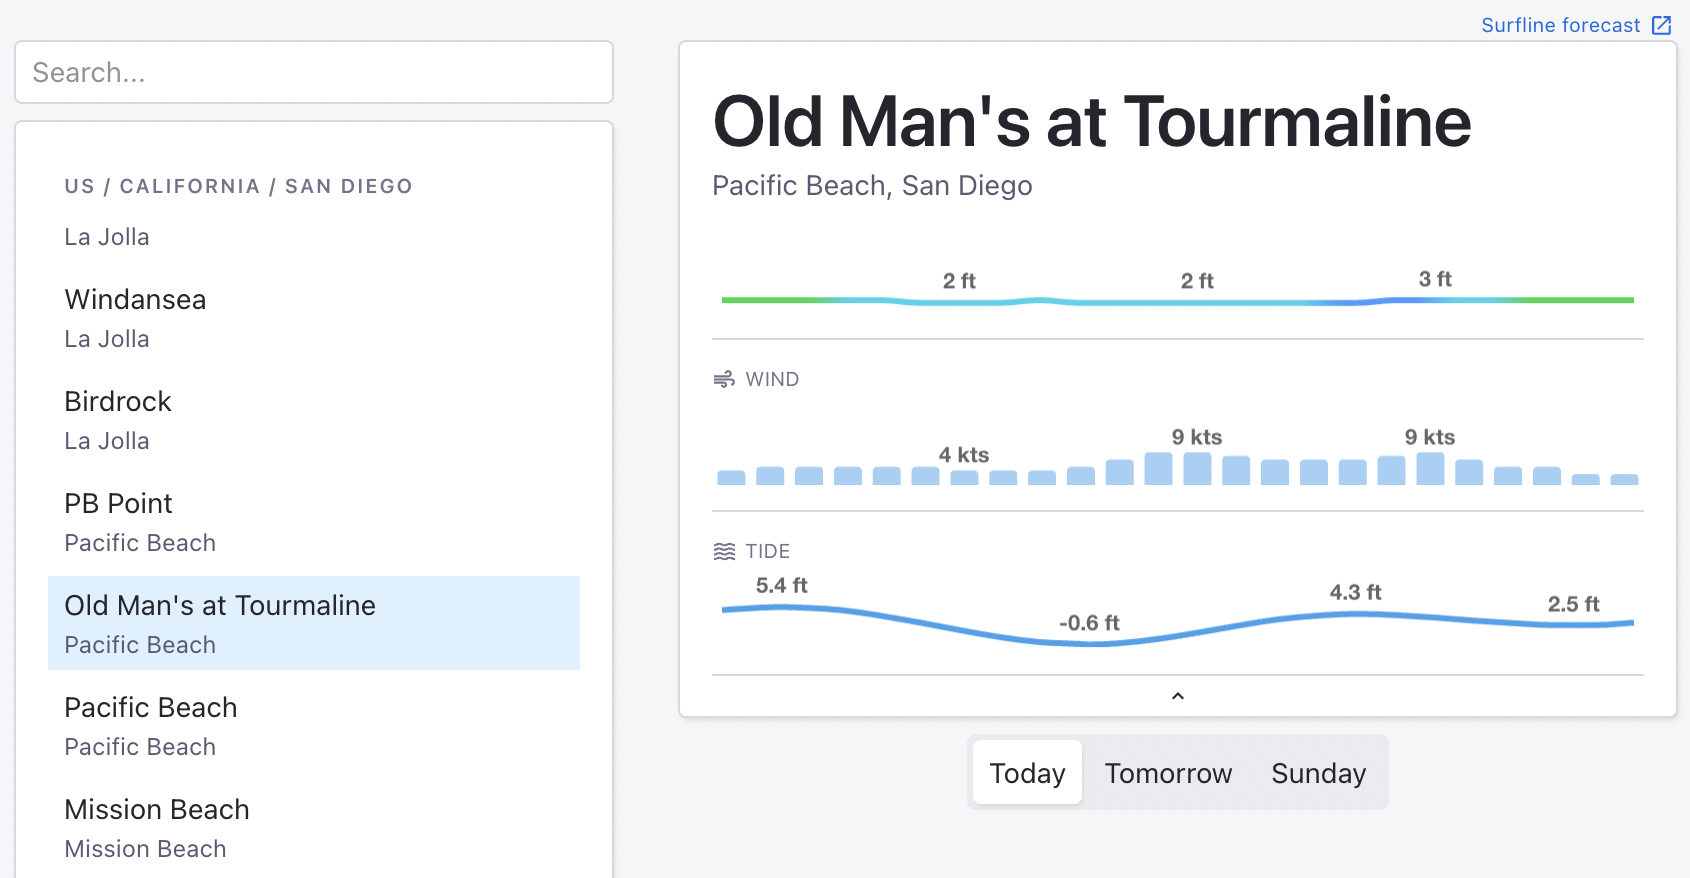 Surfline forecast
Search...
US / CALIFORNIA / SAN DIEGO
La Jolla
Windansea
La Jolla
Birdrock
La Jolla
PB Point
Pacific Beach
Old Man's at Tourmaline
Pacific Beach
Pacific Beach
Pacific Beach
Mission Beach
Mission Beach
Old Man's at Tourmaline
Pacific Beach, San Diego
2 ft 2 ft 3 ft
WIND
4 kts 9 kts 9 kts
TIDE
5.4 ft -0.6 ft 4.3 ft 2.5 ft
Today Tomorrow Sunday